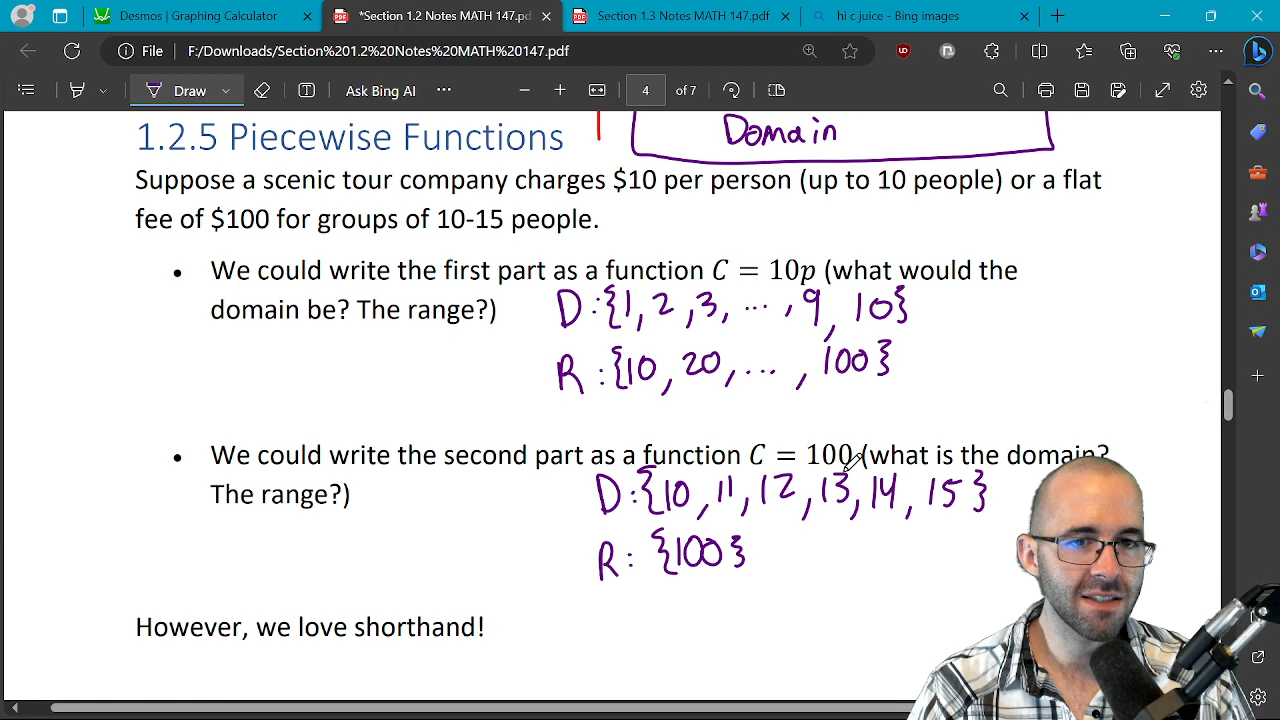 Desmos | Graphing Calculator
*Section 1.2 Notes MATH 147.pd
Section 1.3 Notes MATH 147.pdf
hi c juice - Bing images
File
F:/Downloads/Section%201.2%20Notes%20MATH%20147.pdf
Draw
Ask Bing AI
4 of 7
Domain
1.2.5 Piecewise Functions
Suppose a scenic tour company charges $10 per person (up to 10 people) or a flat
fee of $100 for groups of 10-15 people.
• We could write the first part as a function C = 10p (what would the
domain be? The range?)
D:{1, 2, 3, ..., 9, 10}
R:{10, 20, ..., 100}
• We could write the second part as a function C = 100 (what is the domain?
The range?)
D:{10, 11, 12, 13, 14, 15}
R: {100}
However, we love shorthand!